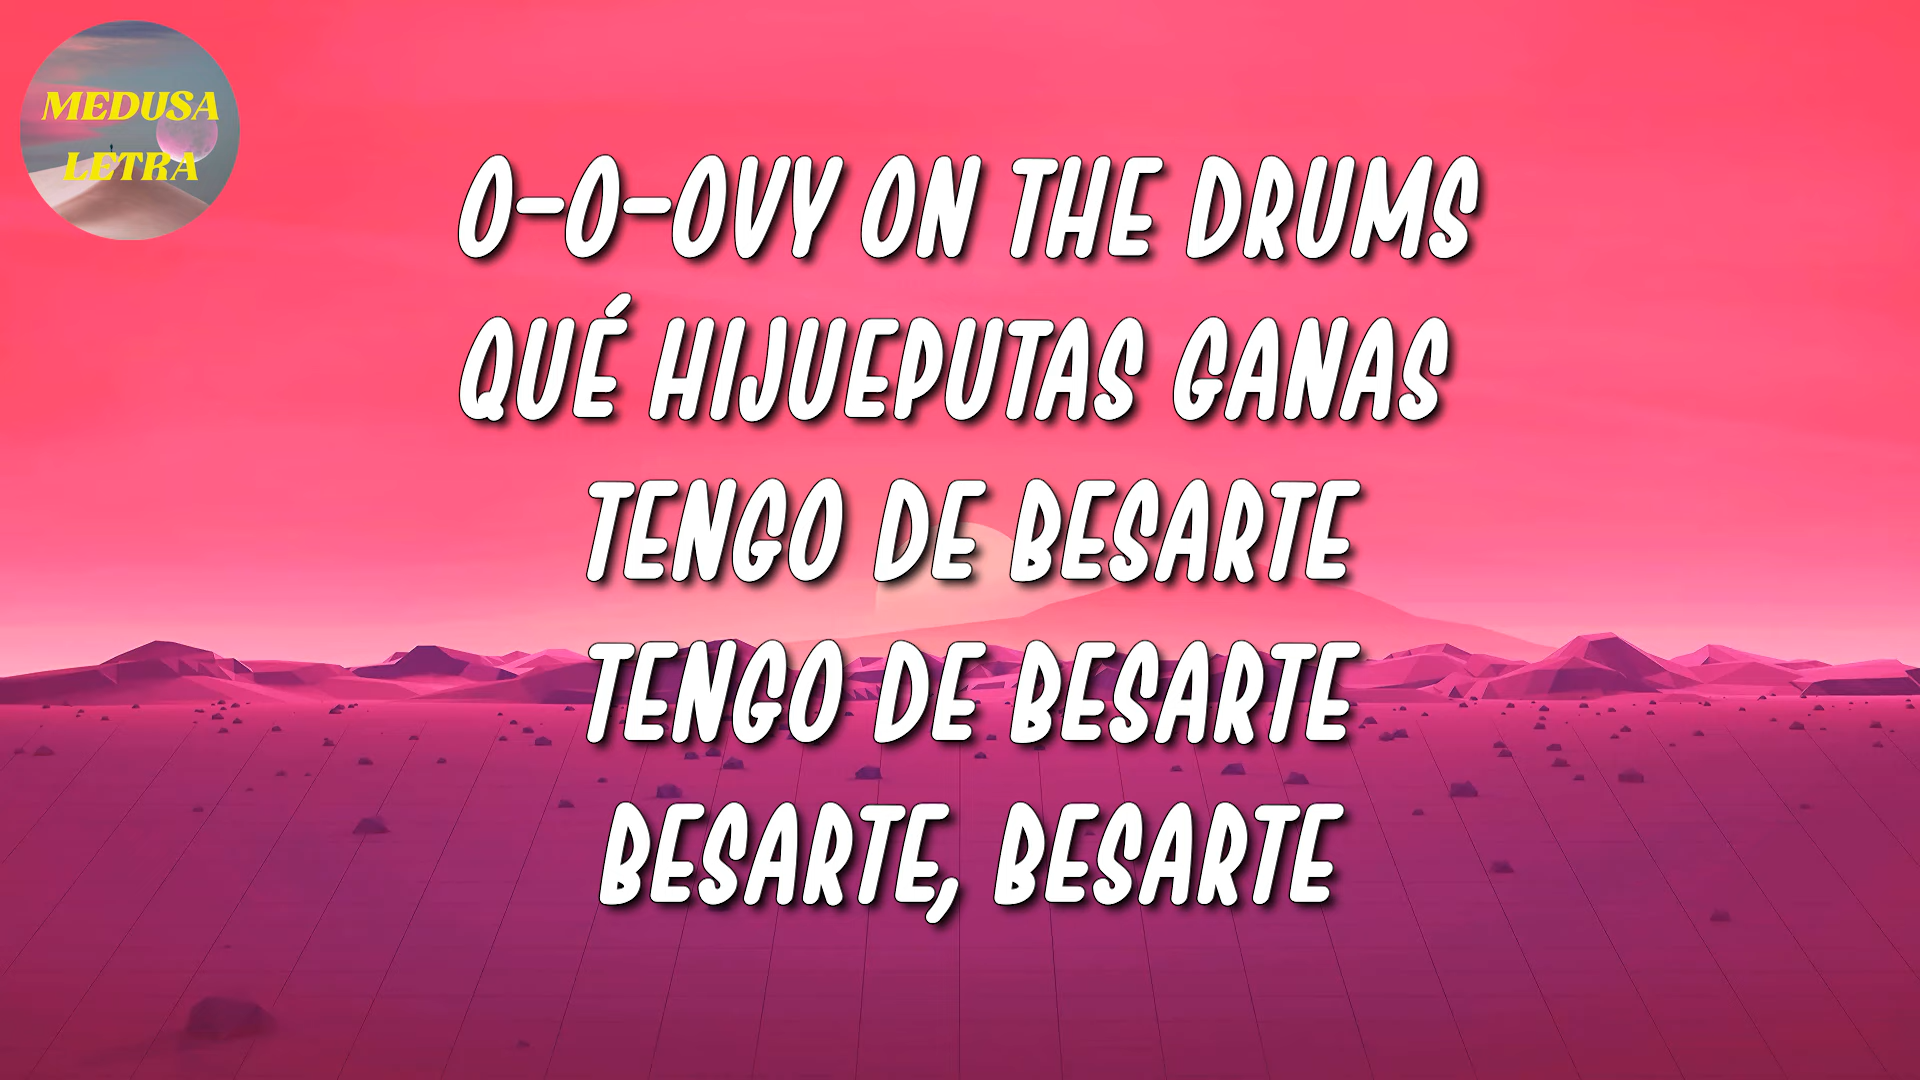 MEDUSA
LETRA
O-O-OVY ON THE DRUMS
QUÉ HIJUEPUTAS GANAS
TENGO DE BESARTE
TENGO DE BESARTE
BESARTE, BESARTE